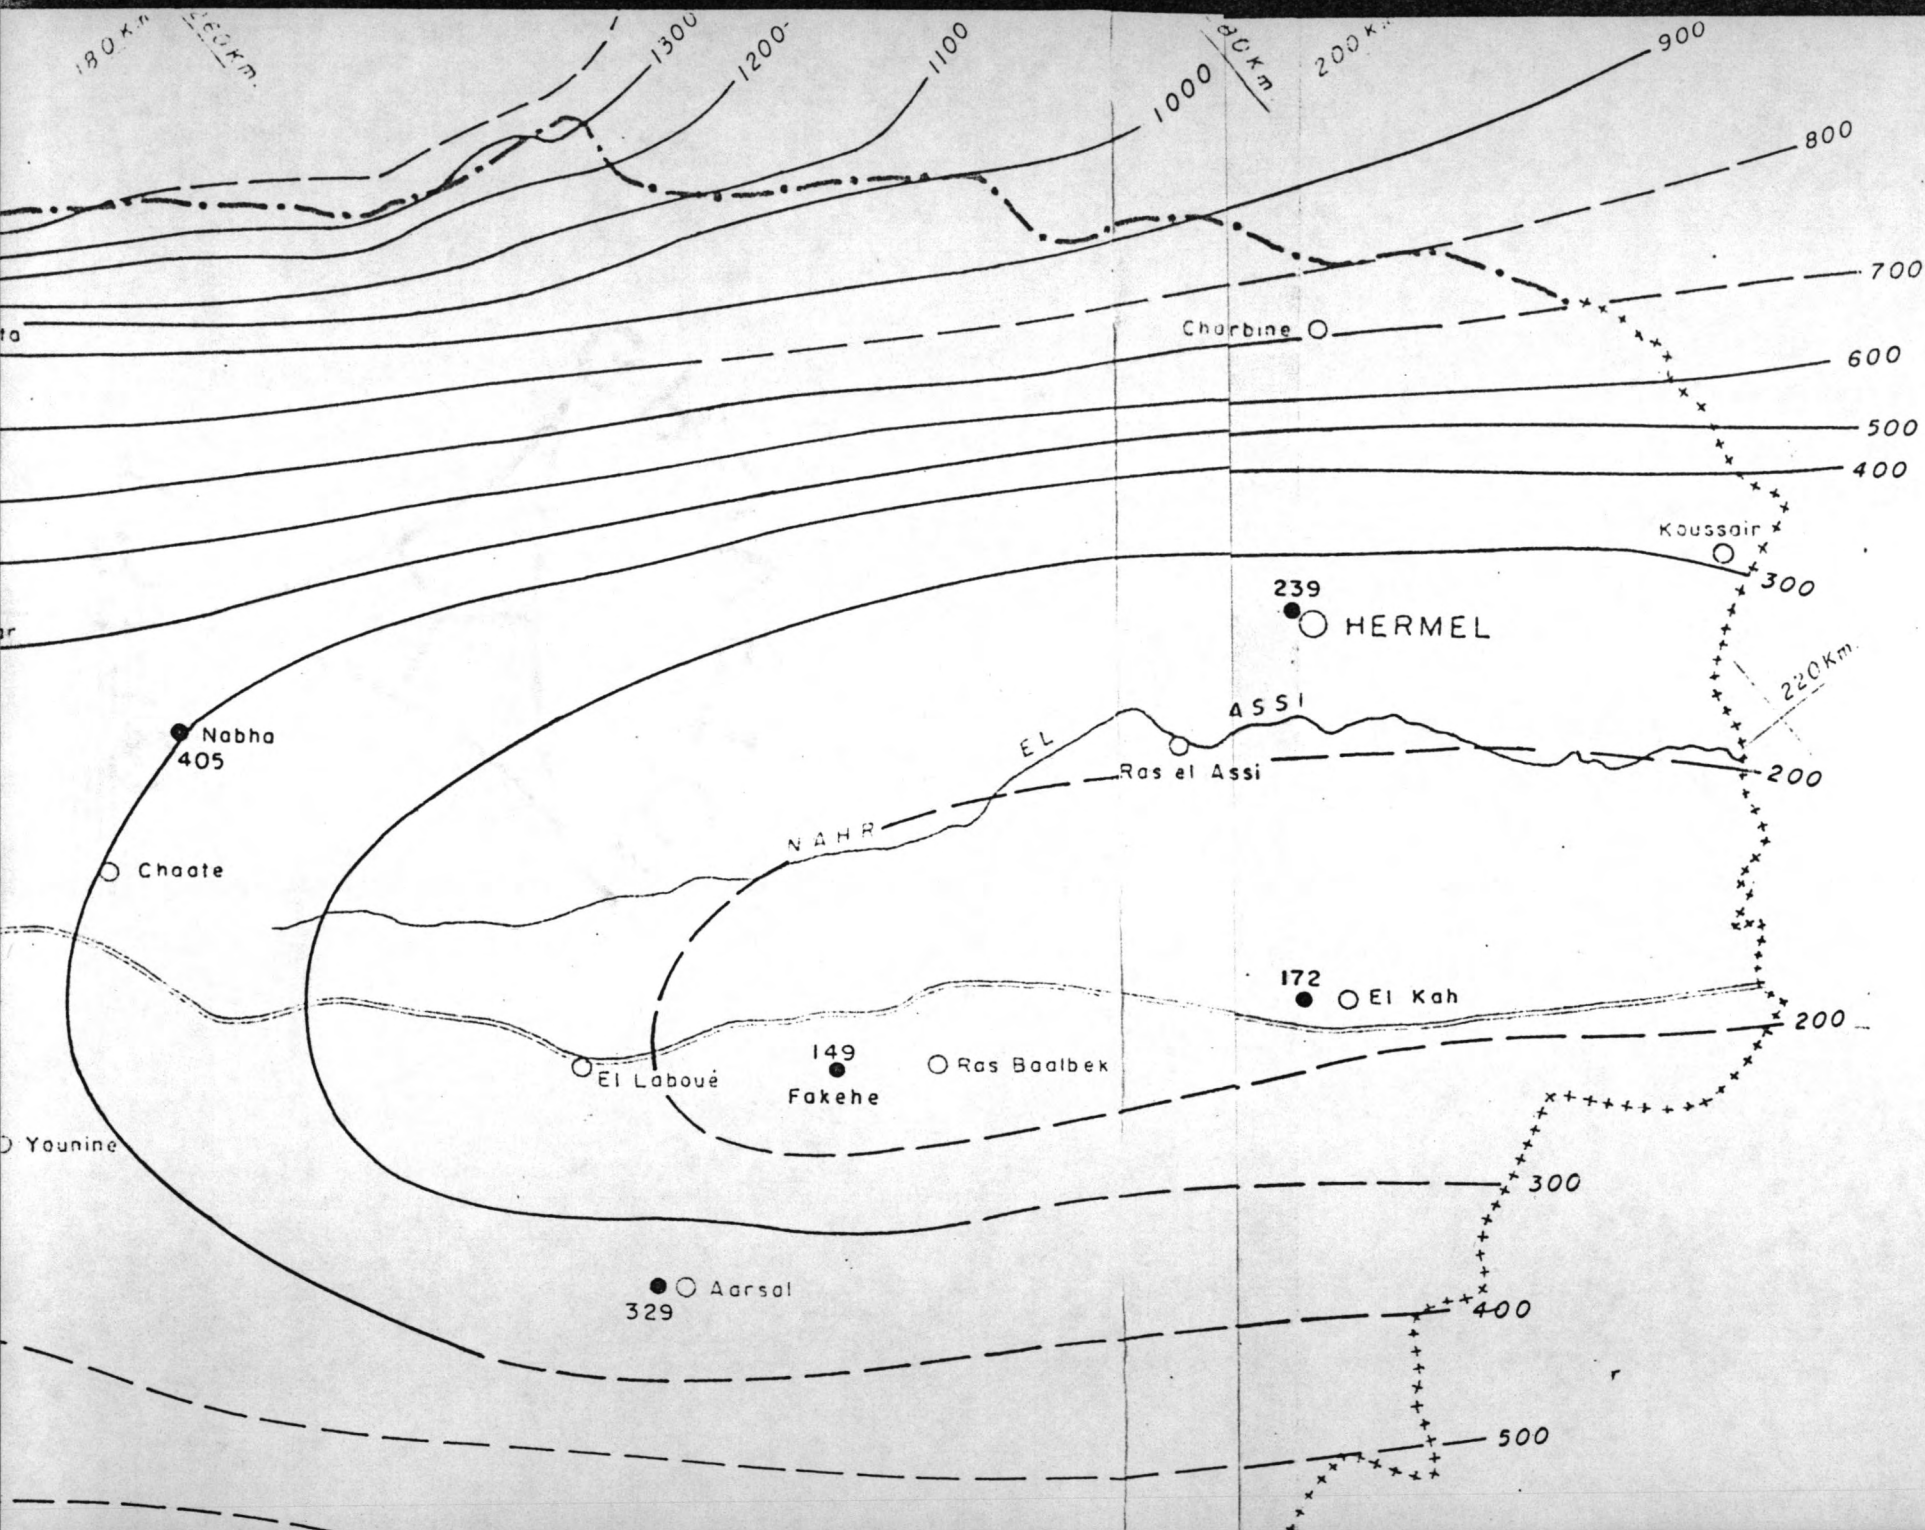 180 Km
260 Km.
1300
1200
1100
1000
80 Km.
200 K
900
800
700
Charbine
600
ta
500
400
Koussair
300
239
HERMEL
220 Km.
ASSI
EL
Nabha
405
Ras el Assi
200
NAHR
Chaate
172
El Kah
200
149
Ras Baalbek
El Laboué
Fakehe
Younine
300
Aarsal
329
400
500